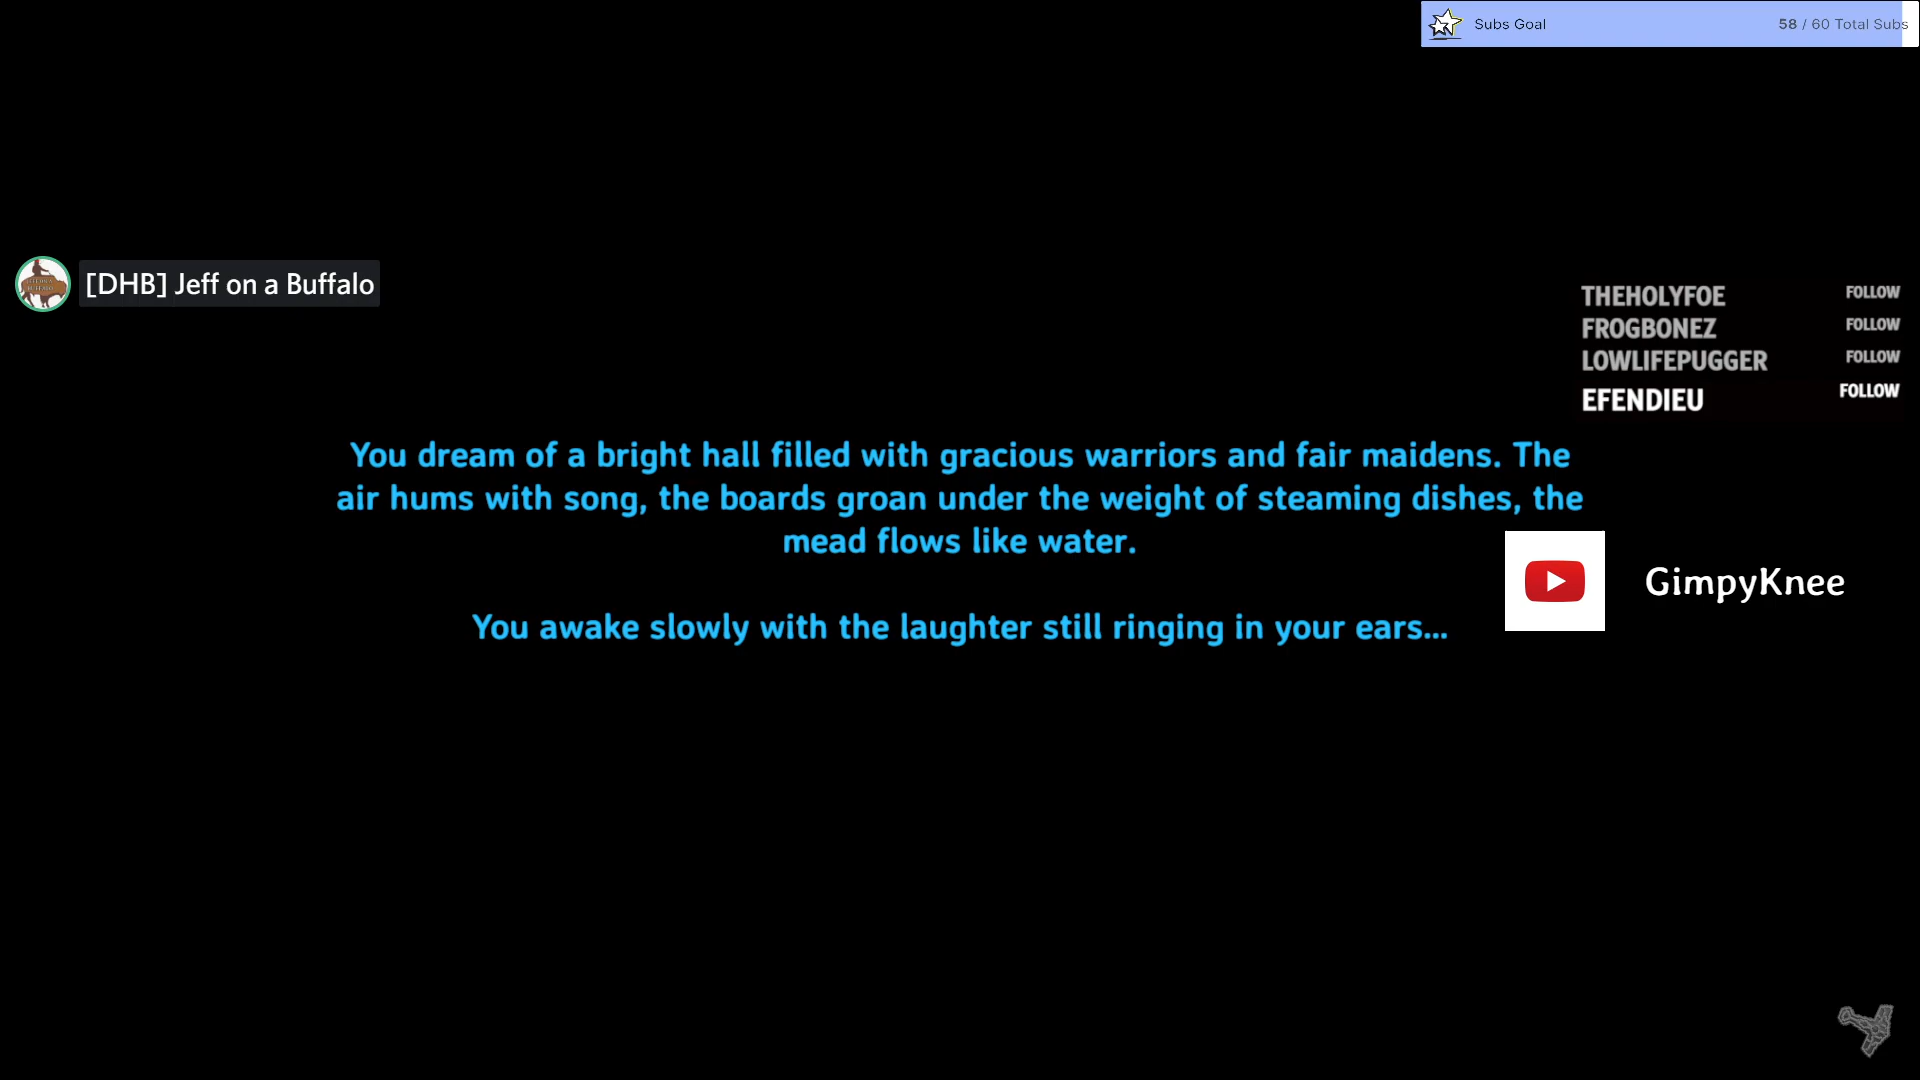 Subs Goal 58 / 60 Total Subs
[DHB] Jeff on a Buffalo
THEHOLYFOE FOLLOW
FROGBONEZ FOLLOW
LOWLIFEPUGGER FOLLOW
EFENDIEU FOLLOW
You dream of a bright hall filled with gracious warriors and fair maidens. The
air hums with song, the boards groan under the weight of steaming dishes, the
mead flows like water.
GimpyKnee
You awake slowly with the laughter still ringing in your ears...